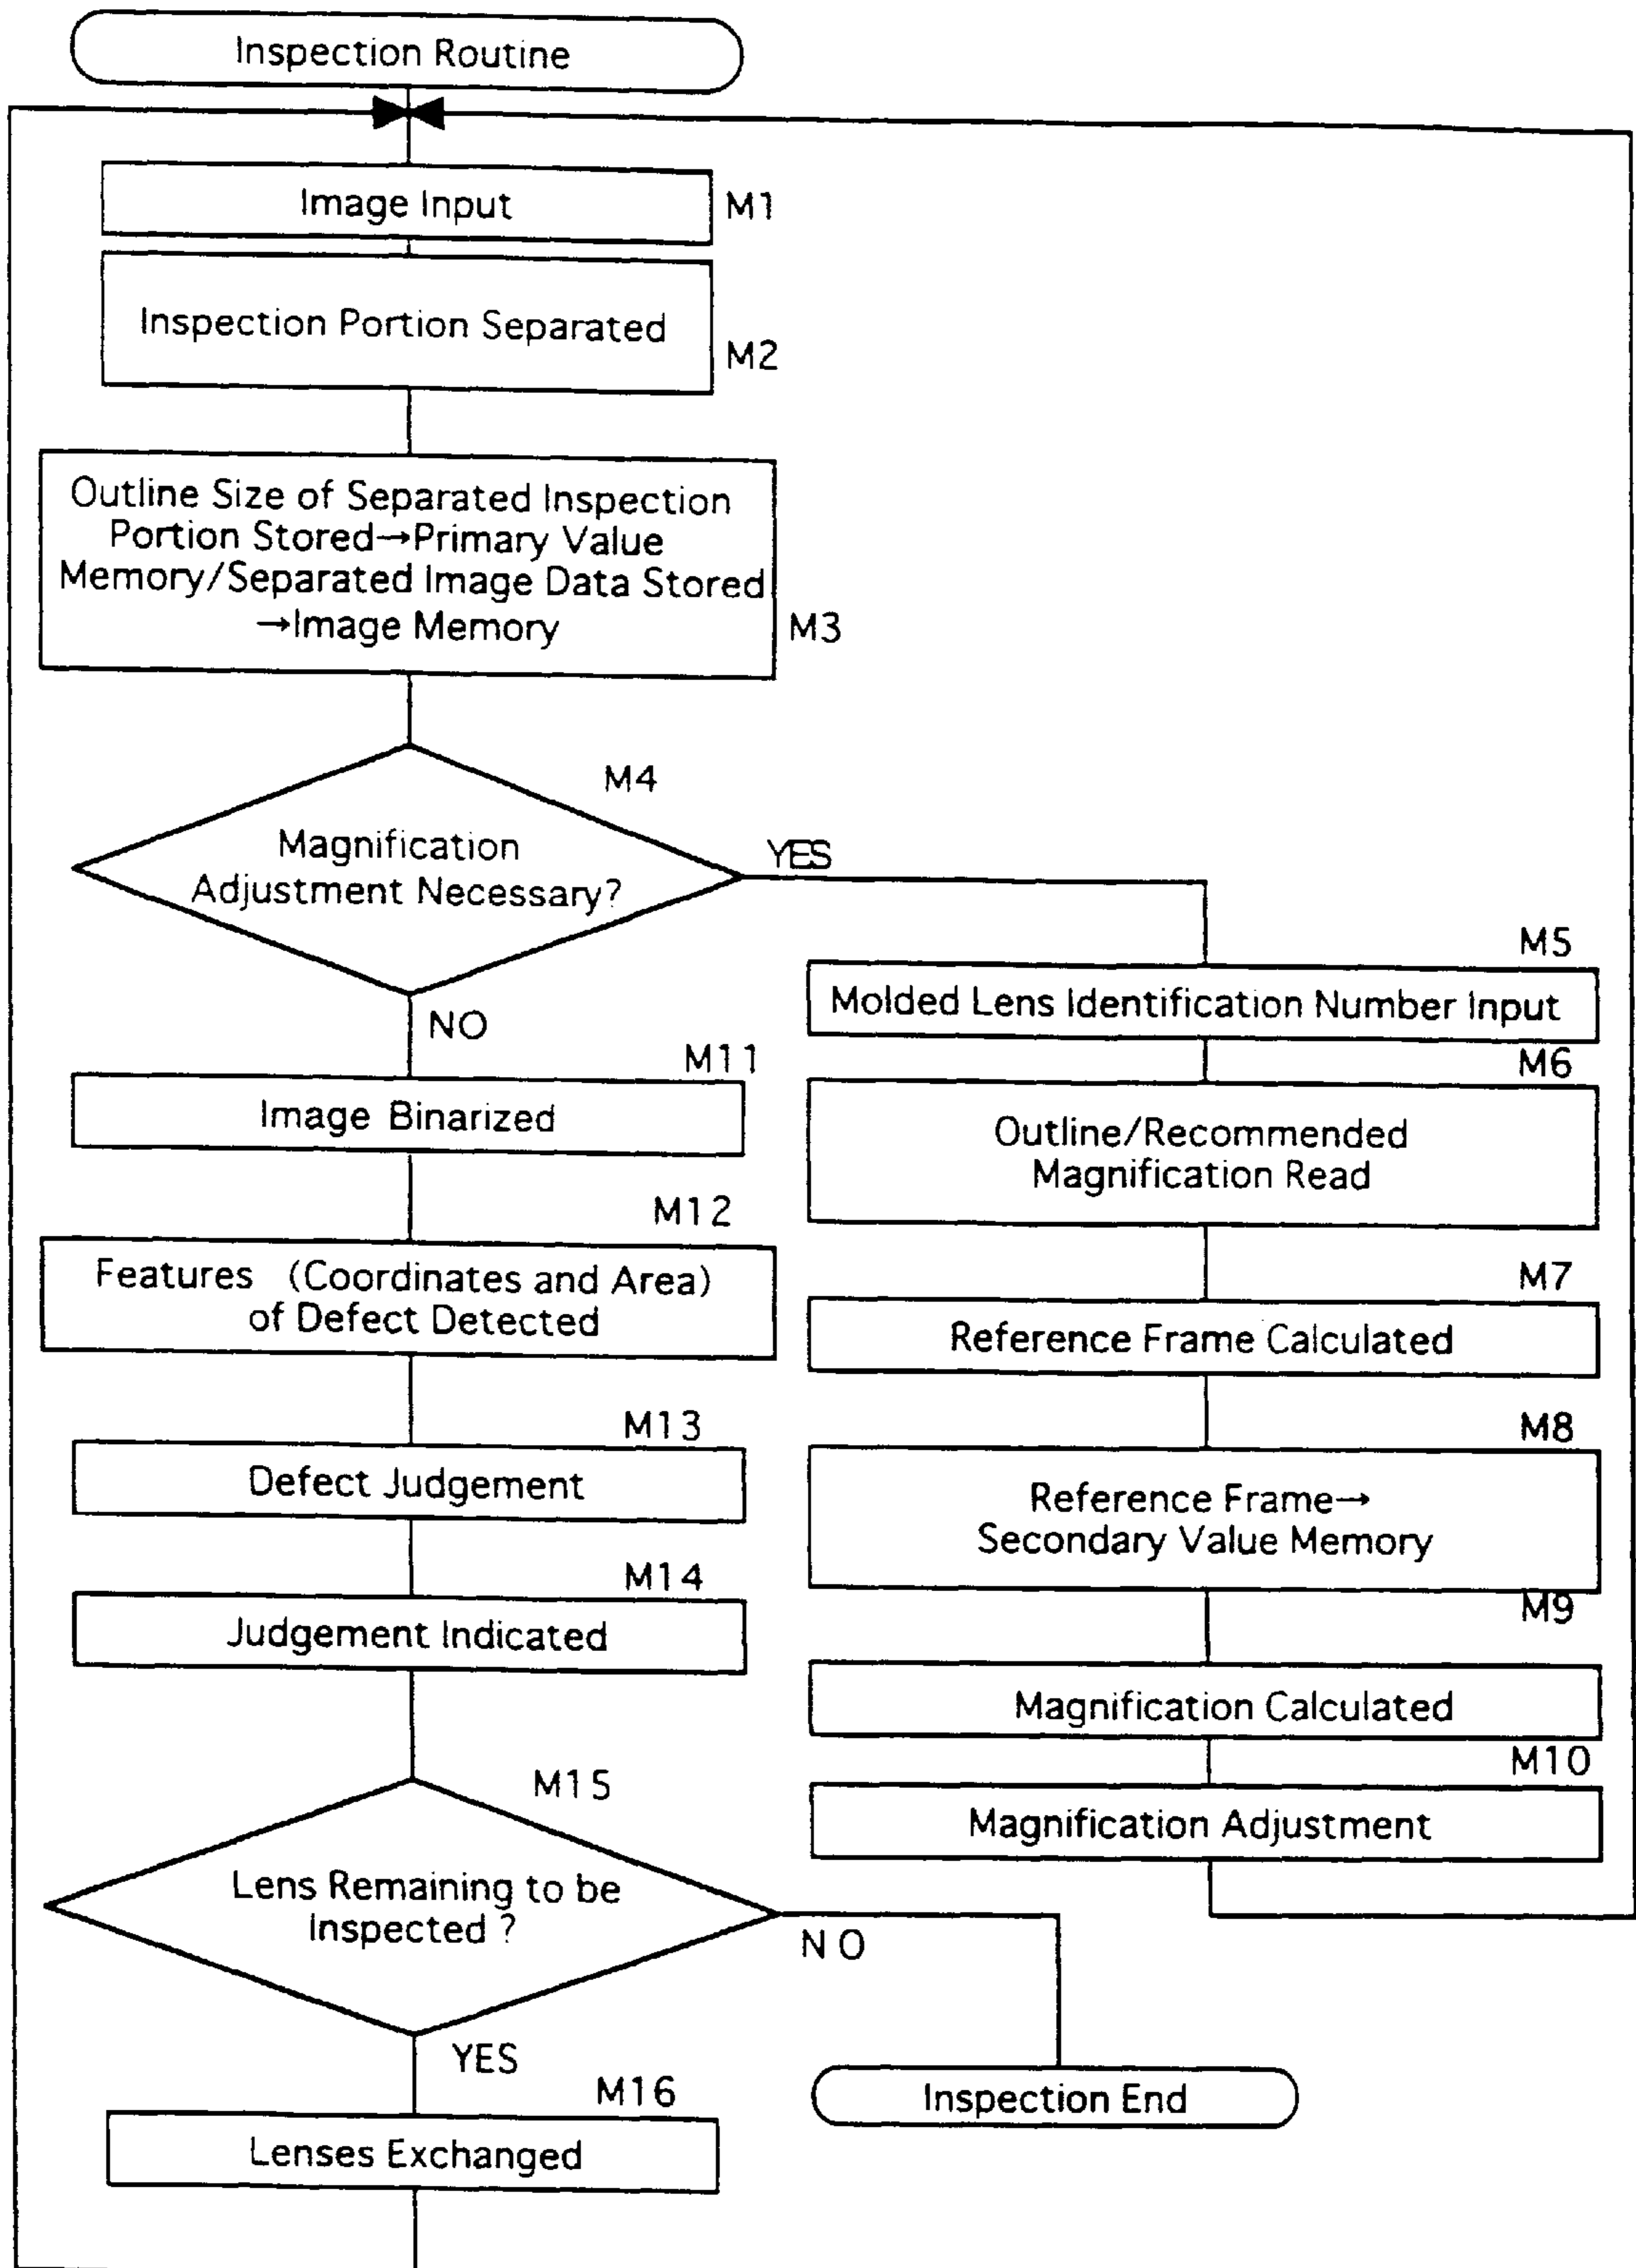 Inspection Routine
Image Input
M1
Inspection Portion Separated
M2
Outline Size of Separated Inspection
Portion Stored→Primary Value
Memory/Separated Image Data Stored
→Image Memory
M3
M4
Magnification
Adjustment Necessary?
YES
NO
M5
Molded Lens Identification Number Input
M6
Outline/Recommended
Magnification Read
M7
Reference Frame Calculated
M8
Reference Frame→
Secondary Value Memory
M9
Magnification Calculated
M10
Magnification Adjustment
M11
Image Binarized
M12
Features (Coordinates and Area)
of Defect Detected
M13
Defect Judgement
M14
Judgement Indicated
M15
Lens Remaining to be
Inspected ?
NO
YES
M16
Lenses Exchanged
Inspection End